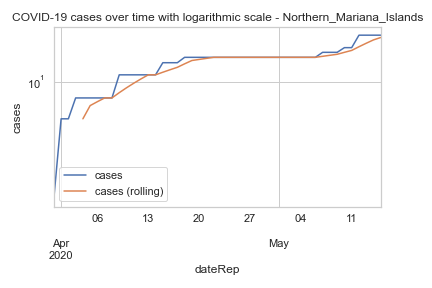 COVID-19 cases over time with logarithmic scale - Northern_Mariana_Islands
10¹
cases
cases
cases (rolling)
06 13 20 27 04 11
Apr May
2020
dateRep